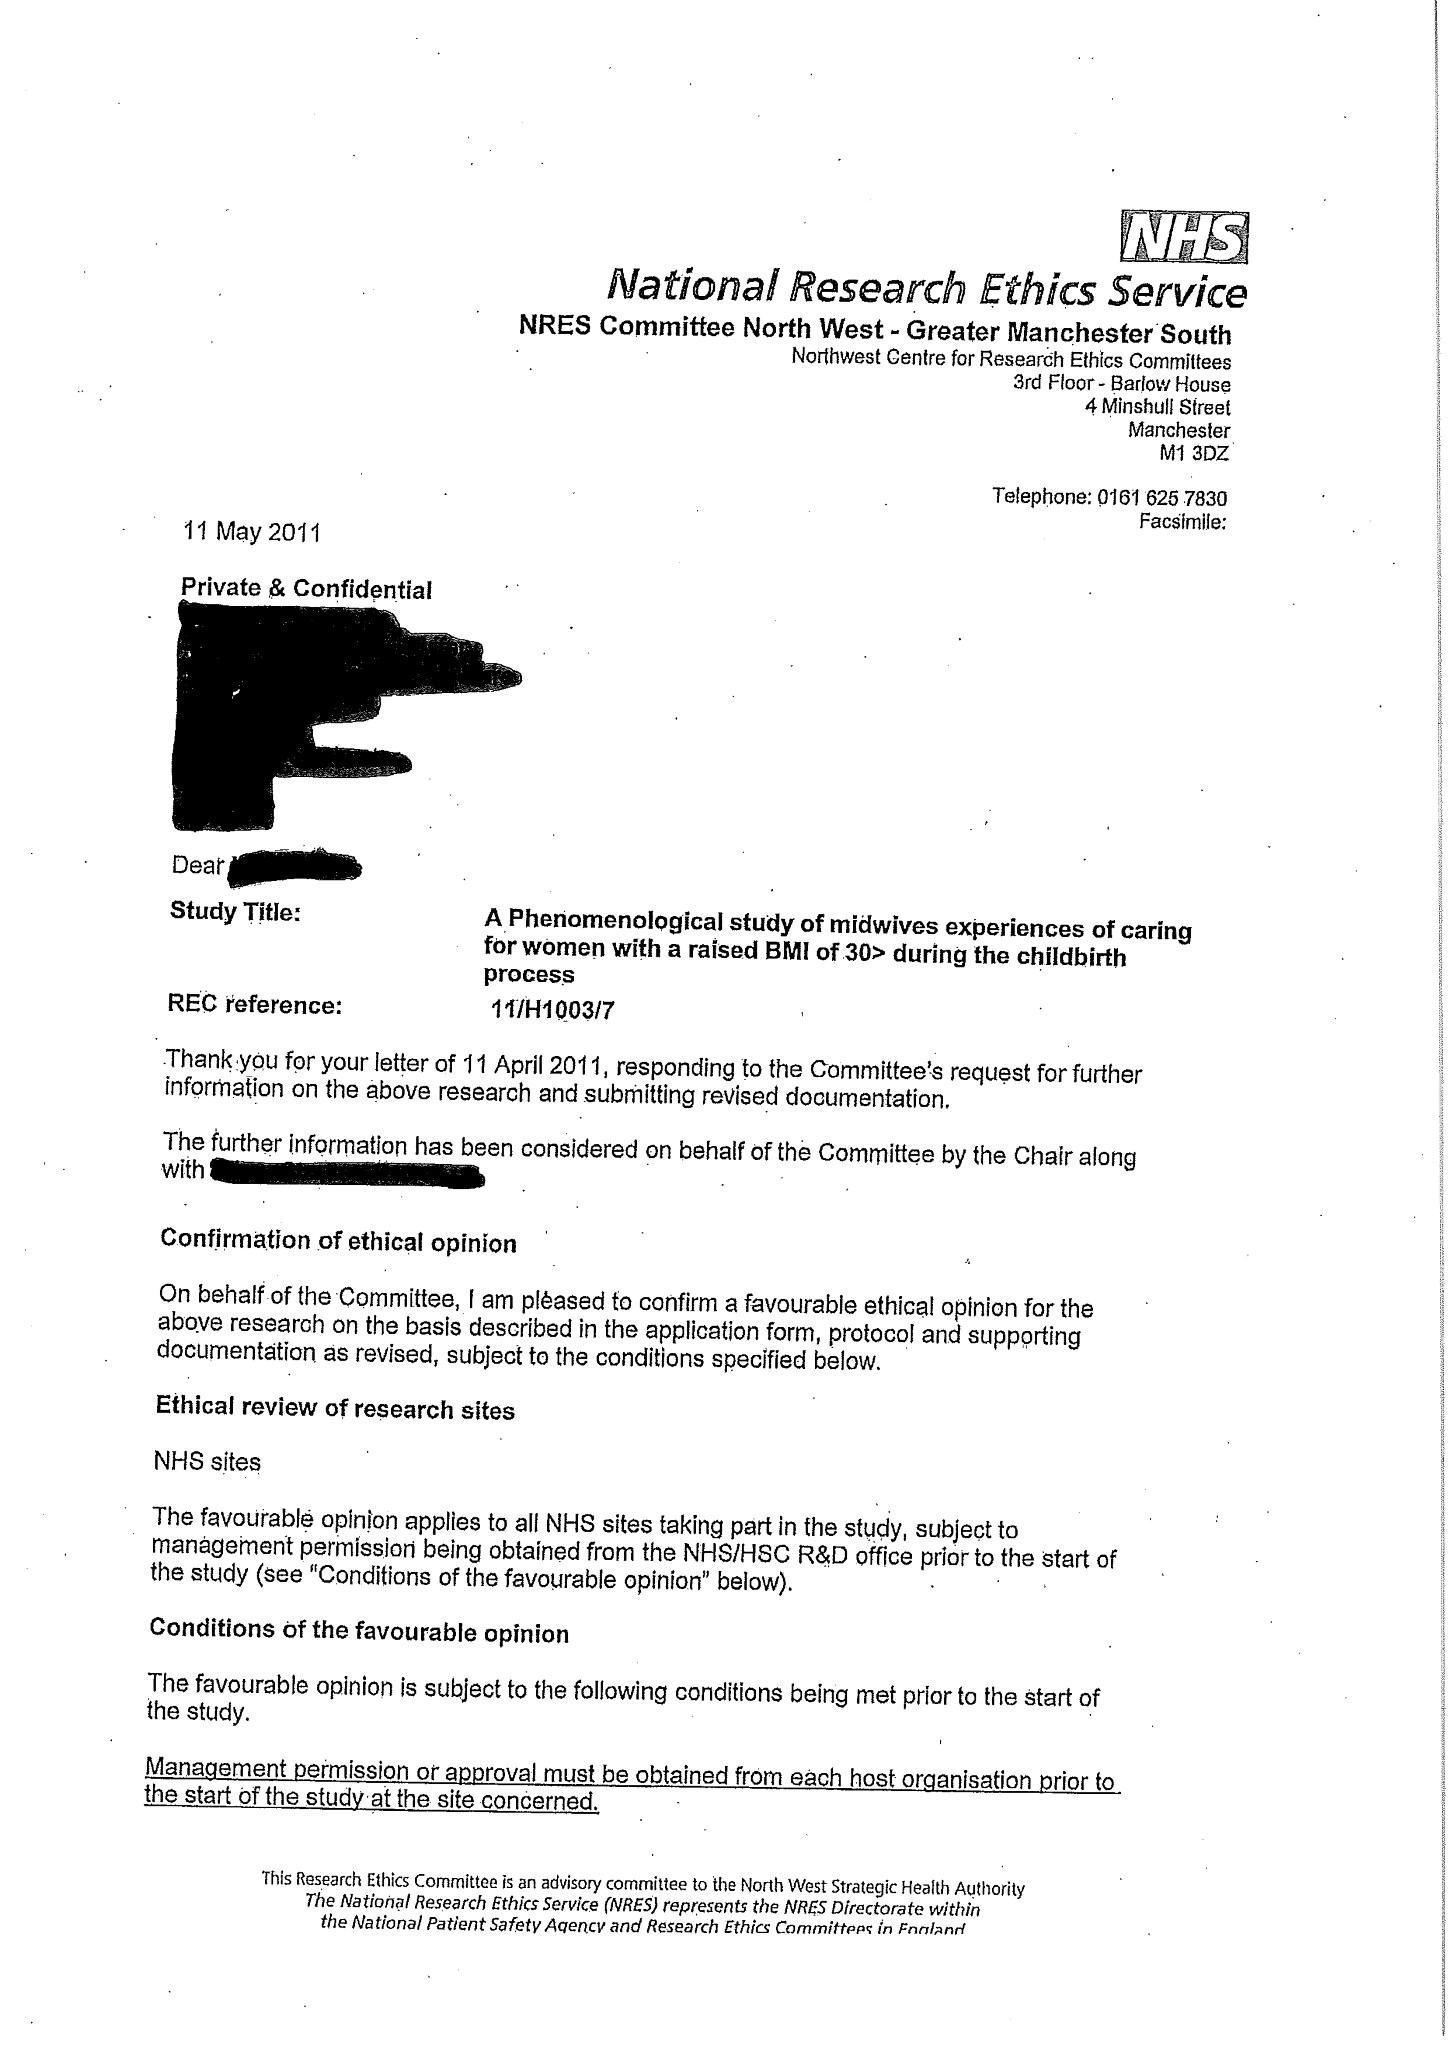 NHS
National Research Ethics Service
NRES Committee North West - Greater Manchester South
Northwest Centre for Research Ethics Committees
3rd Floor - Barlow House
4 Minshull Street
Manchester
M1 3DZ
Telephone: 0161 625 7830
Facsimile:
11 May 2011
Private & Confidential
Dear
Study Title: A Phenomenological study of midwives experiences of caring
for women with a raised BMI of 30> during the childbirth
process
REC reference: 11/H1003/7
Thank you for your letter of 11 April 2011, responding to the Committee's request for further
information on the above research and submitting revised documentation.
The further information has been considered on behalf of the Committee by the Chair along
with
Confirmation of ethical opinion
On behalf of the Committee, I am pleased to confirm a favourable ethical opinion for the
above research on the basis described in the application form, protocol and supporting
documentation as revised, subject to the conditions specified below.
Ethical review of research sites
NHS sites
The favourable opinion applies to all NHS sites taking part in the study, subject to
management permission being obtained from the NHS/HSC R&D office prior to the start of
the study (see "Conditions of the favourable opinion" below).
Conditions of the favourable opinion
The favourable opinion is subject to the following conditions being met prior to the start of
the study.
Management permission or approval must be obtained from each host organisation prior to
the start of the study at the site concerned.
This Research Ethics Committee is an advisory committee to the North West Strategic Health Authority
The National Research Ethics Service (NRES) represents the NRES Directorate within
the National Patient Safety Agency and Research Ethics Committees in England